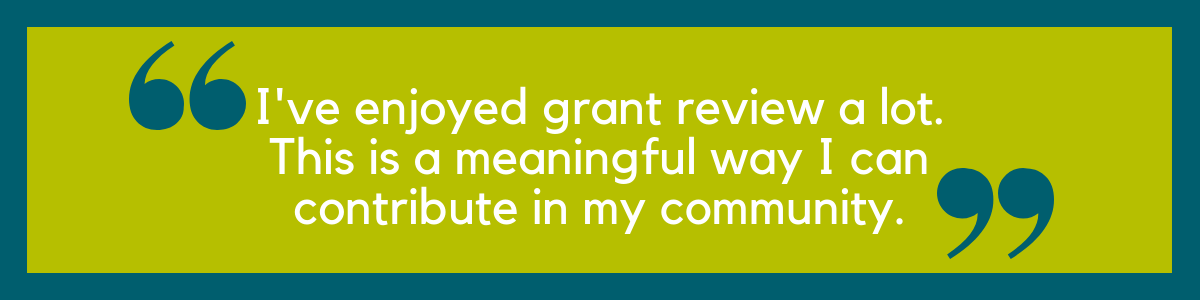 “I've enjoyed grant review a lot.
This is a meaningful way I can
contribute in my community.”